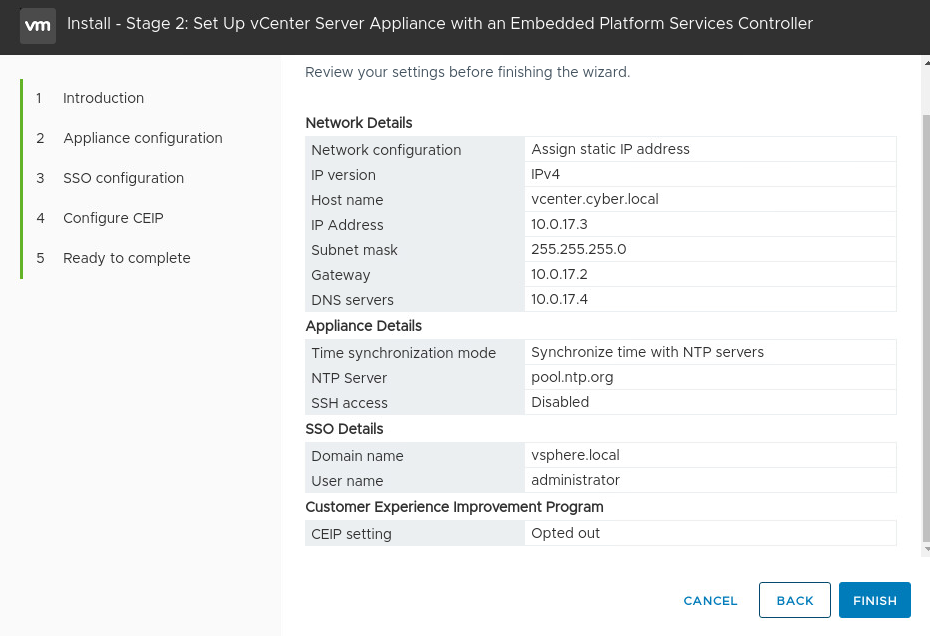 vm Install - Stage 2: Set Up vCenter Server Appliance with an Embedded Platform Services Controller
1 Introduction
2 Appliance configuration
3 SSO configuration
4 Configure CEIP
5 Ready to complete
Review your settings before finishing the wizard.
Network Details
Network configuration Assign static IP address
IP version IPv4
Host name vcenter.cyber.local
IP Address 10.0.17.3
Subnet mask 255.255.255.0
Gateway 10.0.17.2
DNS servers 10.0.17.4
Appliance Details
Time synchronization mode Synchronize time with NTP servers
NTP Server pool.ntp.org
SSH access Disabled
SSO Details
Domain name vsphere.local
User name administrator
Customer Experience Improvement Program
CEIP setting Opted out
CANCEL BACK FINISH